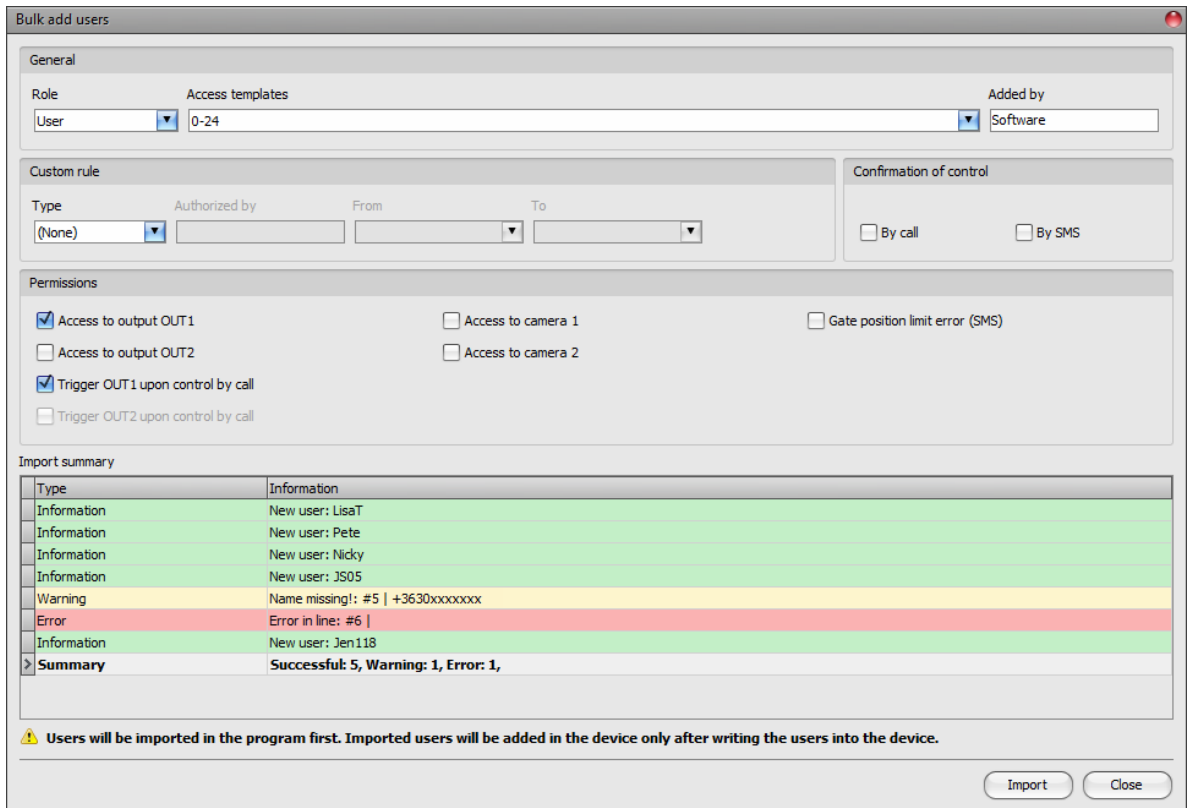 Bulk add users
General
Role Access templates Added by
User 0-24 Software
Custom rule Confirmation of control
Type Authorized by From To
(None) By call By SMS
Permissions
Access to output OUT1 Access to camera 1 Gate position limit error (SMS)
Access to output OUT2 Access to camera 2
Trigger OUT1 upon control by call
Trigger OUT2 upon control by call
Import summary
Type Information
Information New user: LisaT
Information New user: Pete
Information New user: Nicky
Information New user: JS05
Warning Name missing!: #5 | +3630xxxxxxx
Error Error in line: #6 |
Information New user: Jen118
Summary Successful: 5, Warning: 1, Error: 1,
Users will be imported in the program first. Imported users will be added in the device only after writing the users into the device.
Import Close